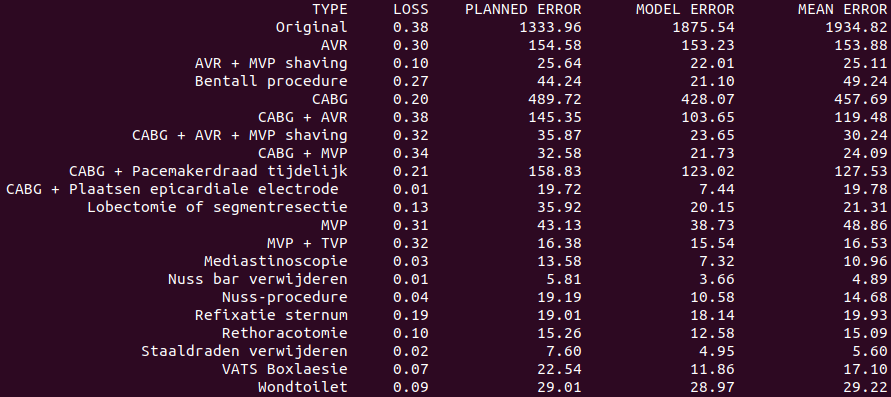 TYPE LOSS PLANNED ERROR MODEL ERROR MEAN ERROR
Original 0.38 1333.96 1875.54 1934.82
AVR 0.30 154.58 153.23 153.88
AVR + MVP shaving 0.10 25.64 22.01 25.11
Bentall procedure 0.27 44.24 21.10 49.24
CABG 0.20 489.72 428.07 457.69
CABG + AVR 0.38 145.35 103.65 119.48
CABG + AVR + MVP shaving 0.32 35.87 23.65 30.24
CABG + MVP 0.34 32.58 21.73 24.09
CABG + Pacemakerdraad tijdelijk 0.21 158.83 123.02 127.53
CABG + Plaatsen epicardiale electrode 0.01 19.72 7.44 19.78
Lobectomie of segmentresectie 0.13 35.92 20.15 21.31
MVP 0.31 43.13 38.73 48.86
MVP + TVP 0.32 16.38 15.54 16.53
Mediastinoscopie 0.03 13.58 7.32 10.96
Nuss bar verwijderen 0.01 5.81 3.66 4.89
Nuss-procedure 0.04 19.19 10.58 14.68
Refixatie sternum 0.19 19.01 18.14 19.93
Rethoracotomie 0.10 15.26 12.58 15.09
Staaldraden verwijderen 0.02 7.60 4.95 5.60
VATS Boxlaesie 0.07 22.54 11.86 17.10
Wondtoilet 0.09 29.01 28.97 29.22